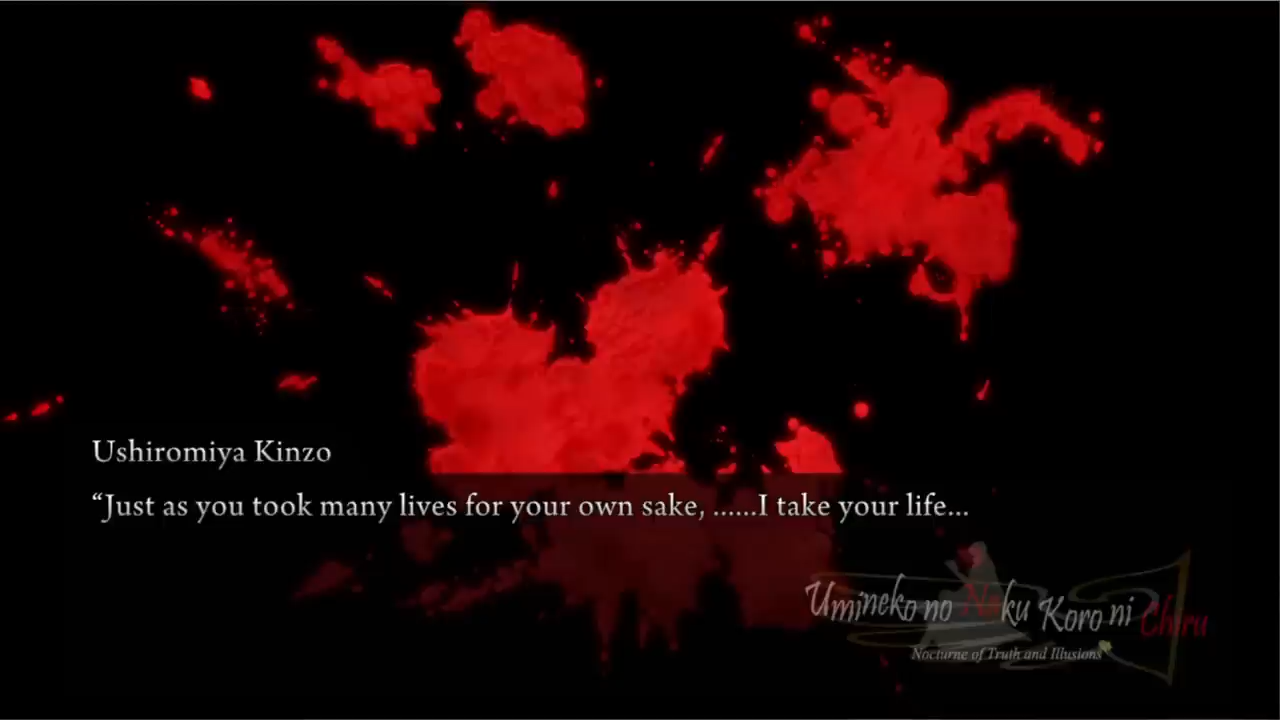 Ushiromiya Kinzo
“Just as you took many lives for your own sake, ......I take your life...
Umineko no Naku Koro ni Chiru
Nocturne of Truth and Illusions